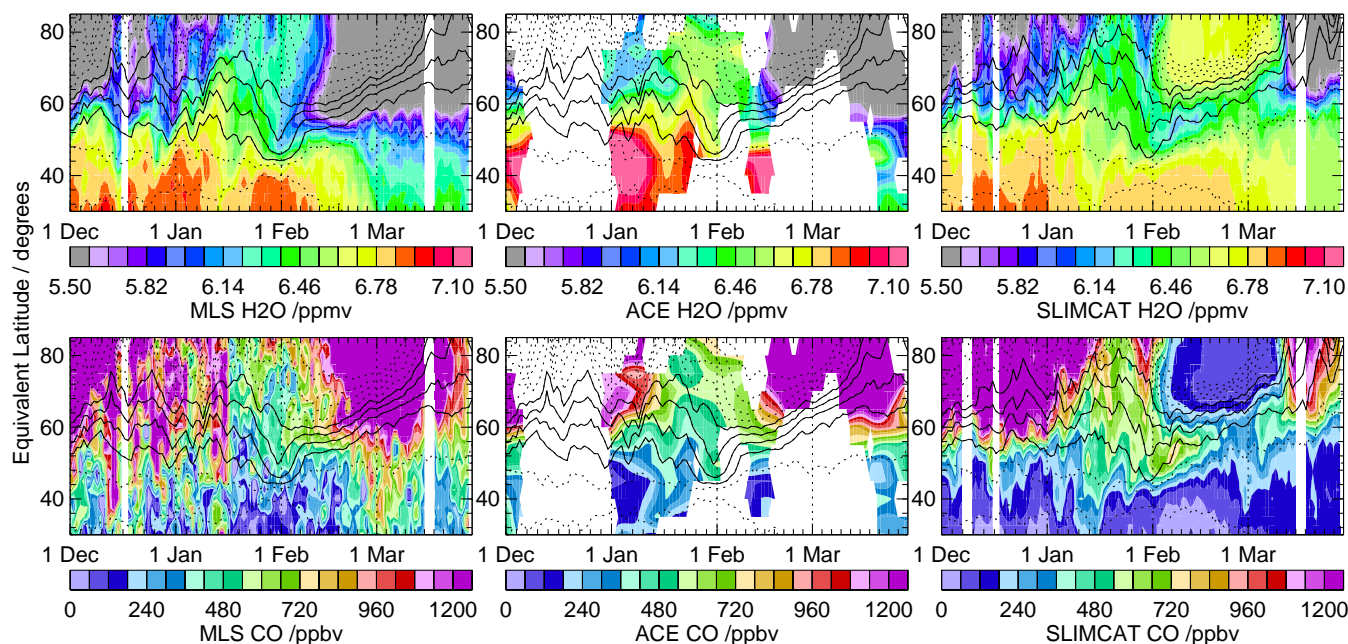 80
60
40
1 Dec 1 Jan 1 Feb 1 Mar
1 Dec 1 Jan 1 Feb 1 Mar
1 Dec 1 Jan 1 Feb 1 Mar
5.50 5.82 6.14 6.46 6.78 7.10
5.50 5.82 6.14 6.46 6.78 7.10
5.50 5.82 6.14 6.46 6.78 7.10
MLS H2O /ppmv
ACE H2O /ppmv
SLIMCAT H2O /ppmv
Equivalent Latitude / degrees
80
60
40
1 Dec 1 Jan 1 Feb 1 Mar
1 Dec 1 Jan 1 Feb 1 Mar
1 Dec 1 Jan 1 Feb 1 Mar
0 240 480 720 960 1200
0 240 480 720 960 1200
0 240 480 720 960 1200
MLS CO /ppbv
ACE CO /ppbv
SLIMCAT CO /ppbv